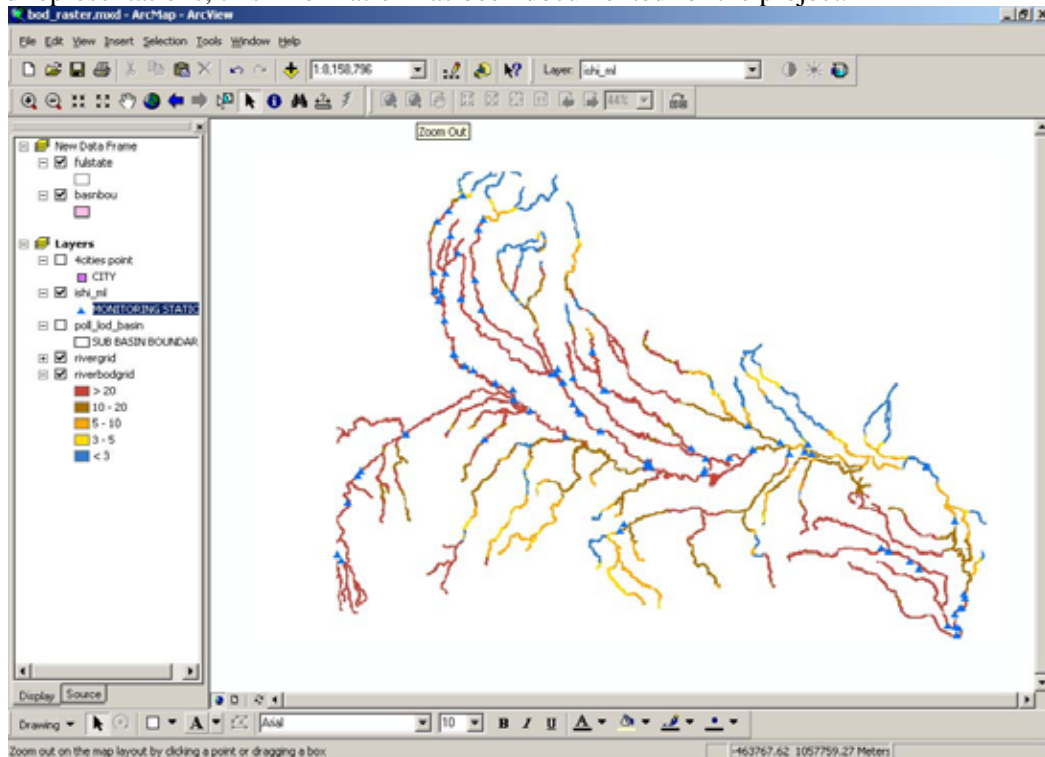 bod_raster.mxd - ArcMap - ArcView
File Edit View Insert Selection Tools Window Help
1:8,158,796
Layer: ishi_ml
44%
Zoom Out
New Data Frame
fulstate
basnbou
Layers
4cities point
CITY
ishi_ml
MONITORING STATIO
poll_lod_basin
SUB BASIN BOUNDAR
rivergrid
riverbodgrid
> 20
10 - 20
5 - 10
3 - 5
< 3
Display Source
Drawing A Arial 10 B I U A
Zoom out on the map layout by clicking a point or dragging a box
-463767.62 1057759.27 Meters